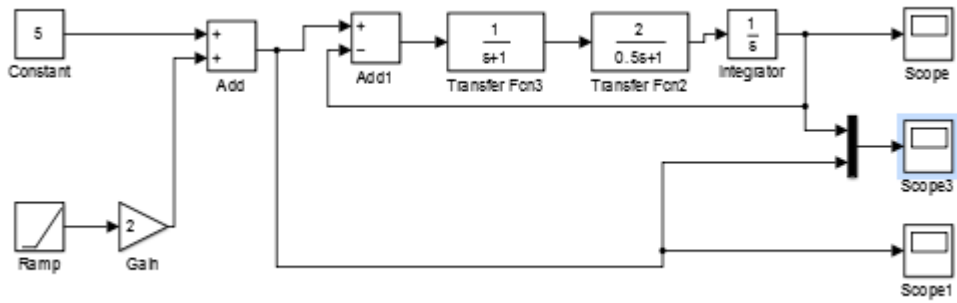 5
Constant
+
+
Add
+
−
Add1
1
s+1
Transfer Fcn3
2
0.5s+1
Transfer Fcn2
1
s
Integrator
Scope
Scope3
Ramp
2
Gain
Scope1